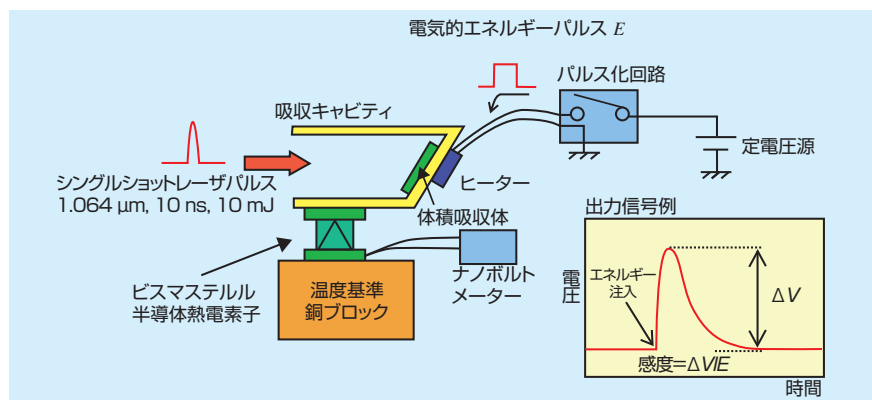 電気的エネルギーパルス E
パルス化回路
吸収キャビティ
定電圧源
シングルショットレーザパルス
1.064 μm, 10 ns, 10 mJ
ヒーター
体積吸収体
ナノボルト
メーター
ビスマステルル
半導体熱電素子
温度基準
銅ブロック
出力信号例
電圧
エネルギー
注入
ΔV
感度=ΔV/E
時間